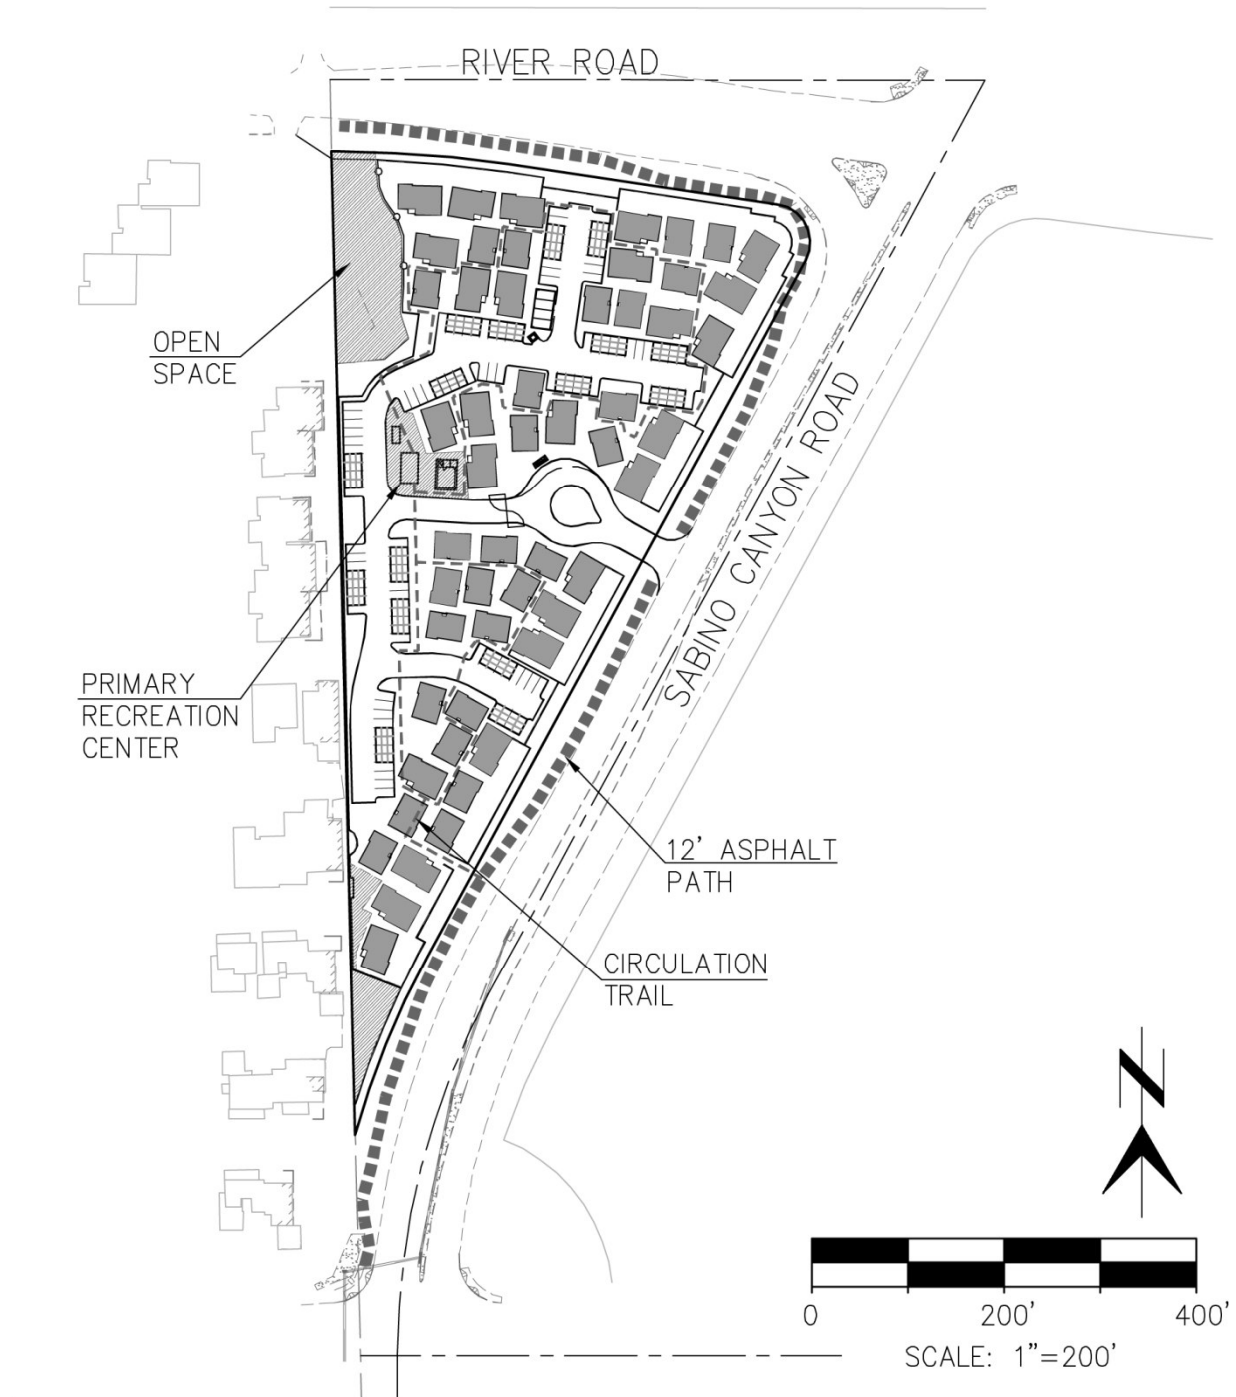 RIVER ROAD
OPEN
SPACE
SABINO CANYON ROAD
PRIMARY
RECREATION
CENTER
12' ASPHALT
PATH
CIRCULATION
TRAIL
N
0 200' 400'
SCALE: 1"=200'